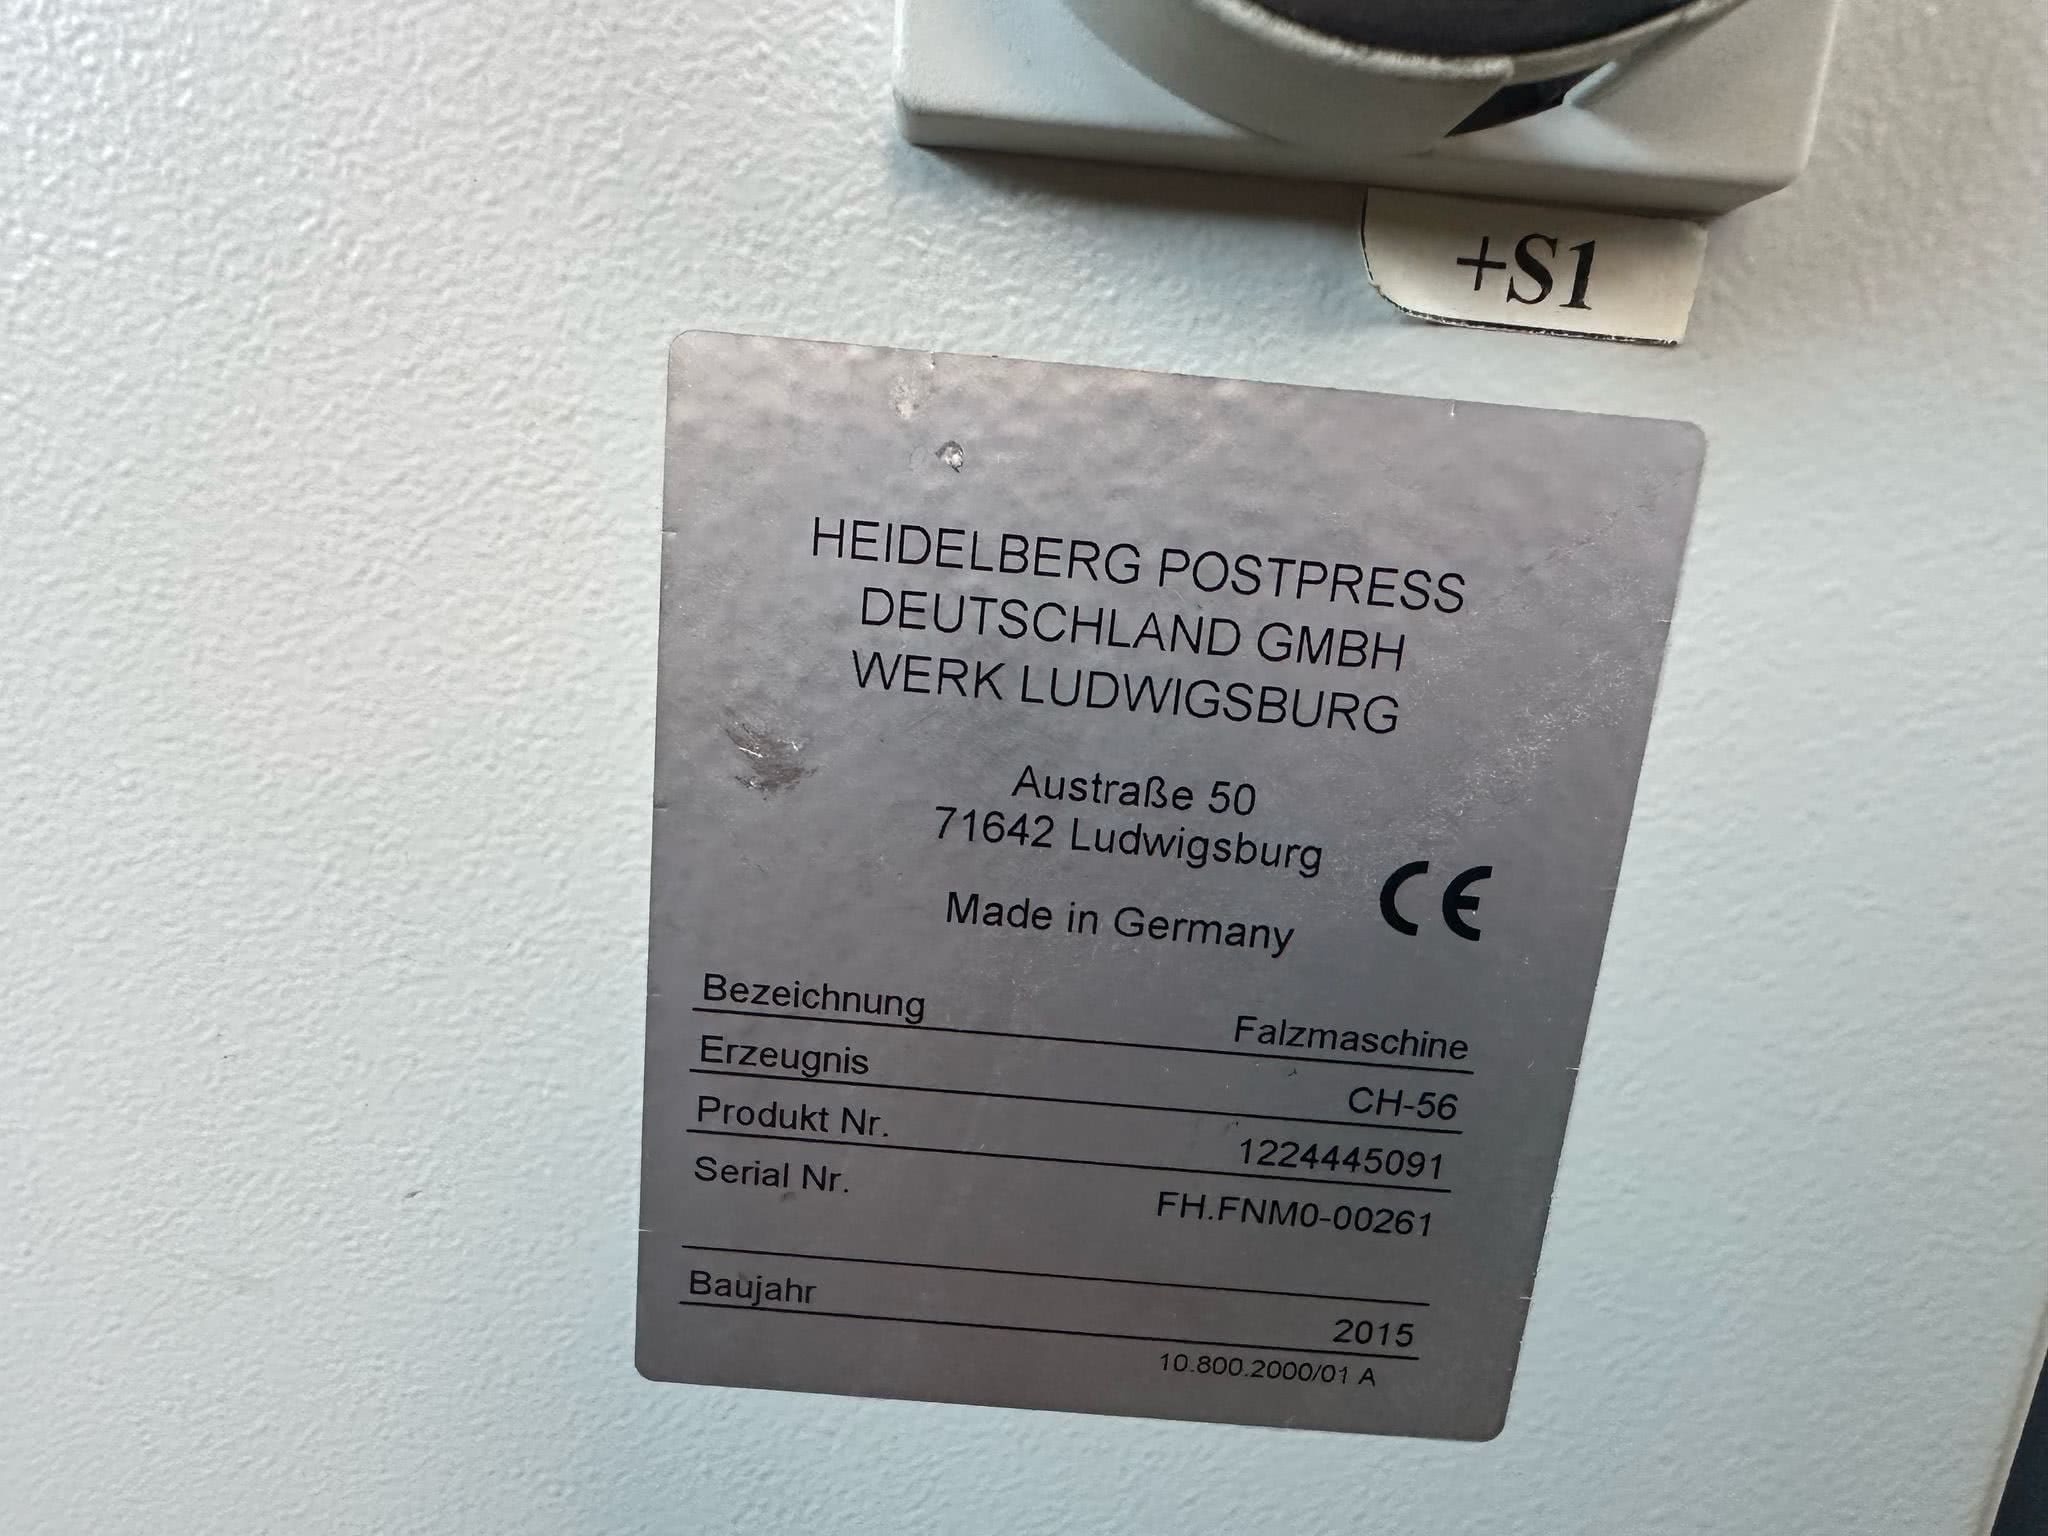 +S1
HEIDELBERG POSTPRESS
DEUTSCHLAND GMBH
WERK LUDWIGSBURG
Austraße 50
71642 Ludwigsburg
CE
Made in Germany
Bezeichnung Falzmaschine
Erzeugnis CH-56
Produkt Nr. 1224445091
Serial Nr. FH.FNM0-00261
Baujahr 2015
10.800.2000/01 A